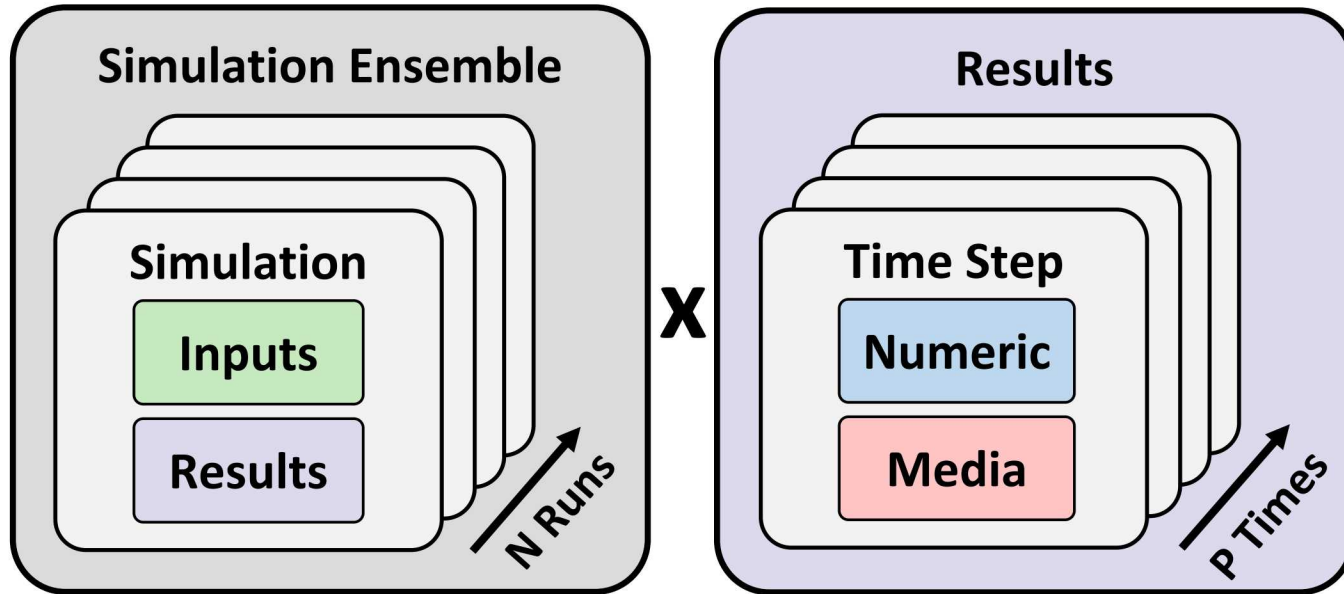 Simulation Ensemble
Simulation
Inputs
Results
N Runs
X
Results
Time Step
Numeric
Media
P Times